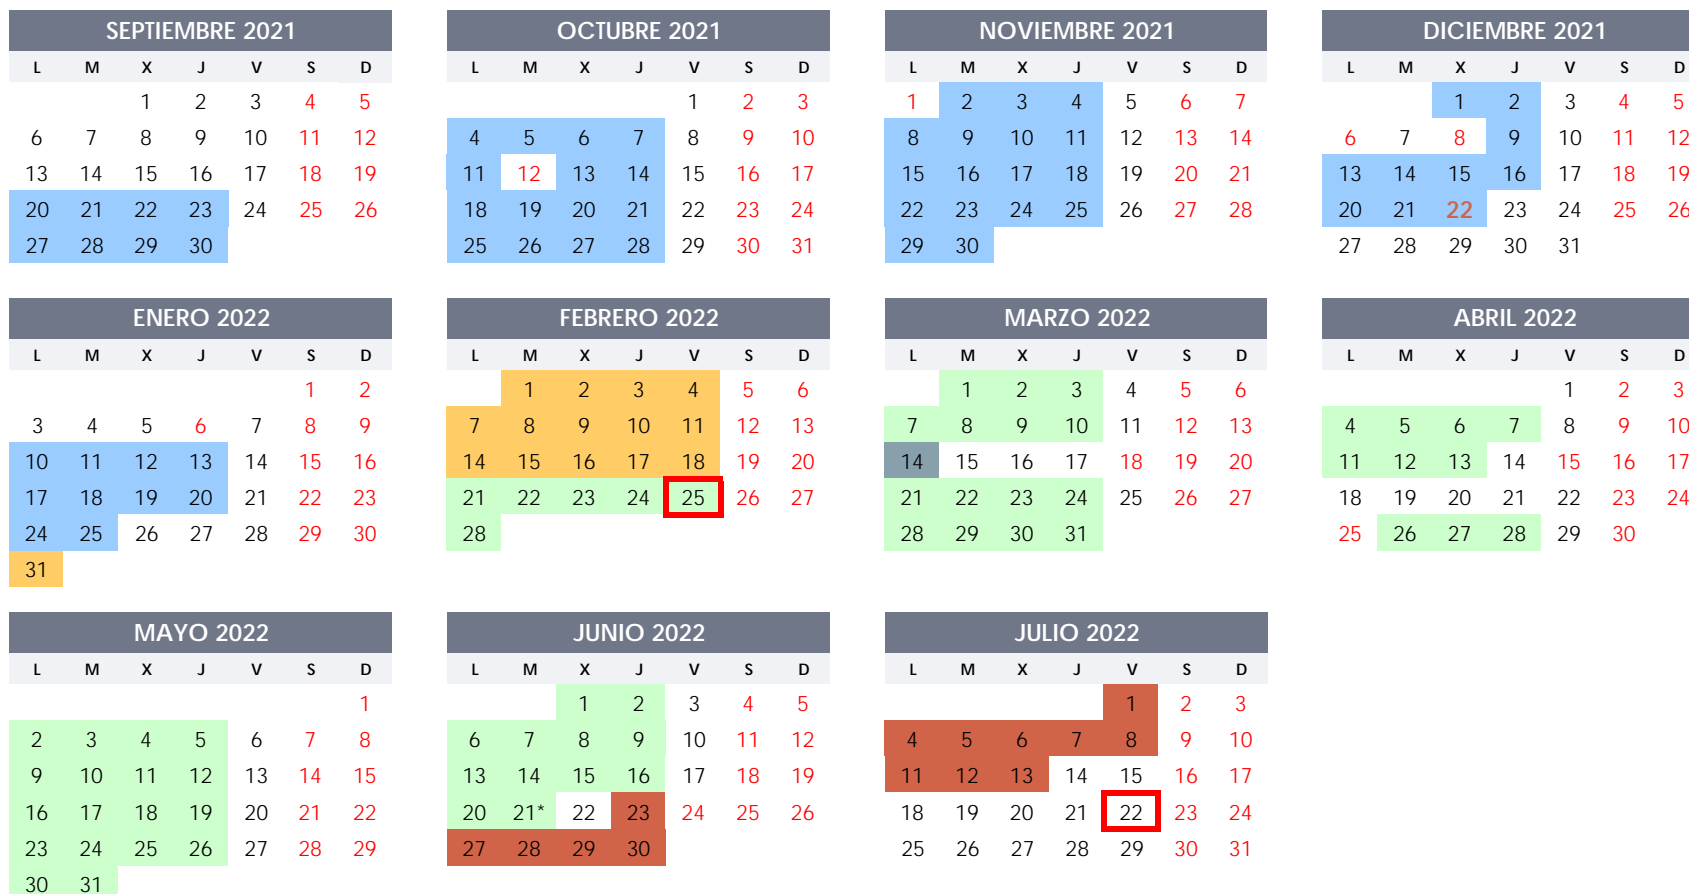 SEPTIEMBRE 2021 OCTUBRE 2021 NOVIEMBRE 2021 DICIEMBRE 2021
L M X J V S D L M X J V S D L M X J V S D L M X J V S D
1 2 3 4 5 1 2 3 1 2 3 4 5 6 7 1 2 3 4 5
6 7 8 9 10 11 12 4 5 6 7 8 9 10 8 9 10 11 12 13 14 6 7 8 9 10 11 12
13 14 15 16 17 18 19 11 12 13 14 15 16 17 15 16 17 18 19 20 21 13 14 15 16 17 18 19
20 21 22 23 24 25 26 18 19 20 21 22 23 24 22 23 24 25 26 27 28 20 21 22 23 24 25 26
27 28 29 30 25 26 27 28 29 30 31 29 30 27 28 29 30 31
ENERO 2022 FEBRERO 2022 MARZO 2022 ABRIL 2022
L M X J V S D L M X J V S D L M X J V S D L M X J V S D
1 2 1 2 3 4 5 6 1 2 3 4 5 6 1 2 3
3 4 5 6 7 8 9 7 8 9 10 11 12 13 7 8 9 10 11 12 13 4 5 6 7 8 9 10
10 11 12 13 14 15 16 14 15 16 17 18 19 20 14 15 16 17 18 19 20 11 12 13 14 15 16 17
17 18 19 20 21 22 23 21 22 23 24 25 26 27 21 22 23 24 25 26 27 18 19 20 21 22 23 24
24 25 26 27 28 29 30 28 28 29 30 31 25 26 27 28 29 30
31
MAYO 2022 JUNIO 2022 JULIO 2022
L M X J V S D L M X J V S D L M X J V S D
1 1 2 3 4 5 1 2 3
2 3 4 5 6 7 8 6 7 8 9 10 11 12 4 5 6 7 8 9 10
9 10 11 12 13 14 15 13 14 15 16 17 18 19 11 12 13 14 15 16 17
16 17 18 19 20 21 22 20 21* 22 23 24 25 26 18 19 20 21 22 23 24
23 24 25 26 27 28 29 27 28 29 30 25 26 27 28 29 30 31
30 31